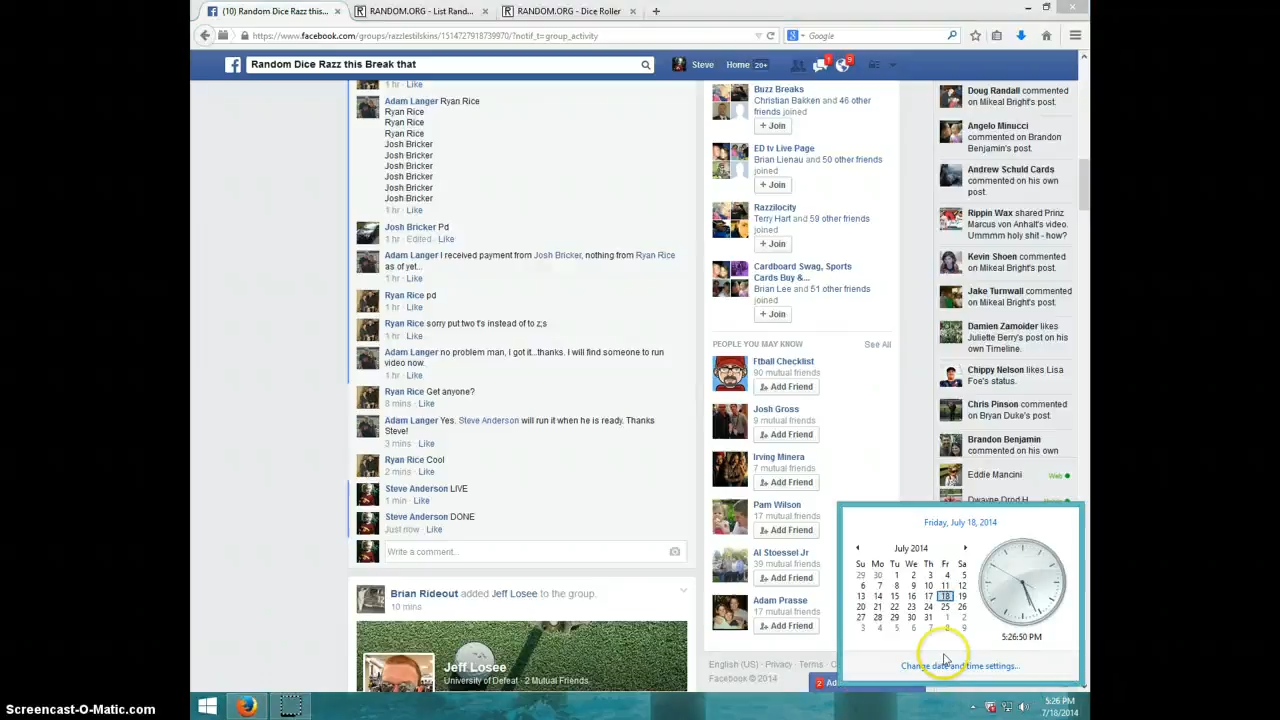 (10) Random Dice Razz this... ×
RANDOM.ORG - List Rand... ×
RANDOM.ORG - Dice Roller ×
https://www.facebook.com/groups/razzlestilskins/1514727918739970/?notif_t=group_activity
Google
Random Dice Razz this Break that
Steve
Home 20+
1
9
1 hr · Like
Adam Langer Ryan Rice
Ryan Rice
Ryan Rice
Ryan Rice
Josh Bricker
Josh Bricker
Josh Bricker
Josh Bricker
Josh Bricker
Josh Bricker
1 hr · Like
Josh Bricker Pd
1 hr · Edited · Like
Adam Langer I received payment from Josh Bricker, nothing from Ryan Rice
as of yet...
1 hr · Like
Ryan Rice pd
1 hr · Like
Ryan Rice sorry put two t's instead of to z;s
1 hr · Like
Adam Langer no problem man, I got it...thanks. I will find someone to run
video now.
1 hr · Like
Ryan Rice Get anyone?
8 mins · Like
Adam Langer Yes. Steve Anderson will run it when he is ready. Thanks
Steve!
3 mins · Like
Ryan Rice Cool
2 mins · Like
Steve Anderson LIVE
1 min · Like
Steve Anderson DONE
Just now · Like
Write a comment...
Brian Rideout added Jeff Losee to the group.
10 mins
Jeff Losee
University of Defeat · 2 Mutual Friends
Buzz Breaks
Christian Bakken and 46 other
friends joined
+ Join
ED tv Live Page
Brian Lienau and 50 other friends
joined
+ Join
Razzilocity
Terry Hart and 59 other friends
joined
+ Join
Cardboard Swag, Sports
Cards Buy &...
Brian Lee and 51 other friends
joined
+ Join
PEOPLE YOU MAY KNOW See All
Ftball Checklist
90 mutual friends
Add Friend
Josh Gross
9 mutual friends
Add Friend
Irving Minera
7 mutual friends
Add Friend
Pam Wilson
17 mutual friends
Add Friend
Al Stoessel Jr
39 mutual friends
Add Friend
Adam Prasse
17 mutual friends
Add Friend
English (US) · Privacy · Terms ·
Facebook © 2014
Doug Randall
commented
on Mikeal Bright's post.
Angelo Minucci
commented on Brandon
Benjamin's post.
Andrew Schuld Cards
commented on his own
post.
Rippin Wax shared Prinz
Marcus von Anhalt's video.
Ummmm holy shit - how?
Kevin Shoen commented
on Mikeal Bright's post.
Jake Turnwall commented
on Mikeal Bright's post.
Damien Zamoider likes
Juliette Berry's post on his
own Timeline.
Chippy Nelson likes Lisa
Foe's status.
Chris Pinson commented
on Bryan Duke's post.
Brandon Benjamin
commented on his own
Eddie Mancini Web
2
Friday, July 18, 2014
July 2014
Su Mo Tu We Th Fr Sa
29 30 1 2 3 4 5
6 7 8 9 10 11 12
13 14 15 16 17 18 19
20 21 22 23 24 25 26
27 28 29 30 31 1 2
3 4 5 6 7 8 9
5:26:50 PM
Change date and time settings...
5:26 PM
7/18/2014
Screencast-O-Matic.com